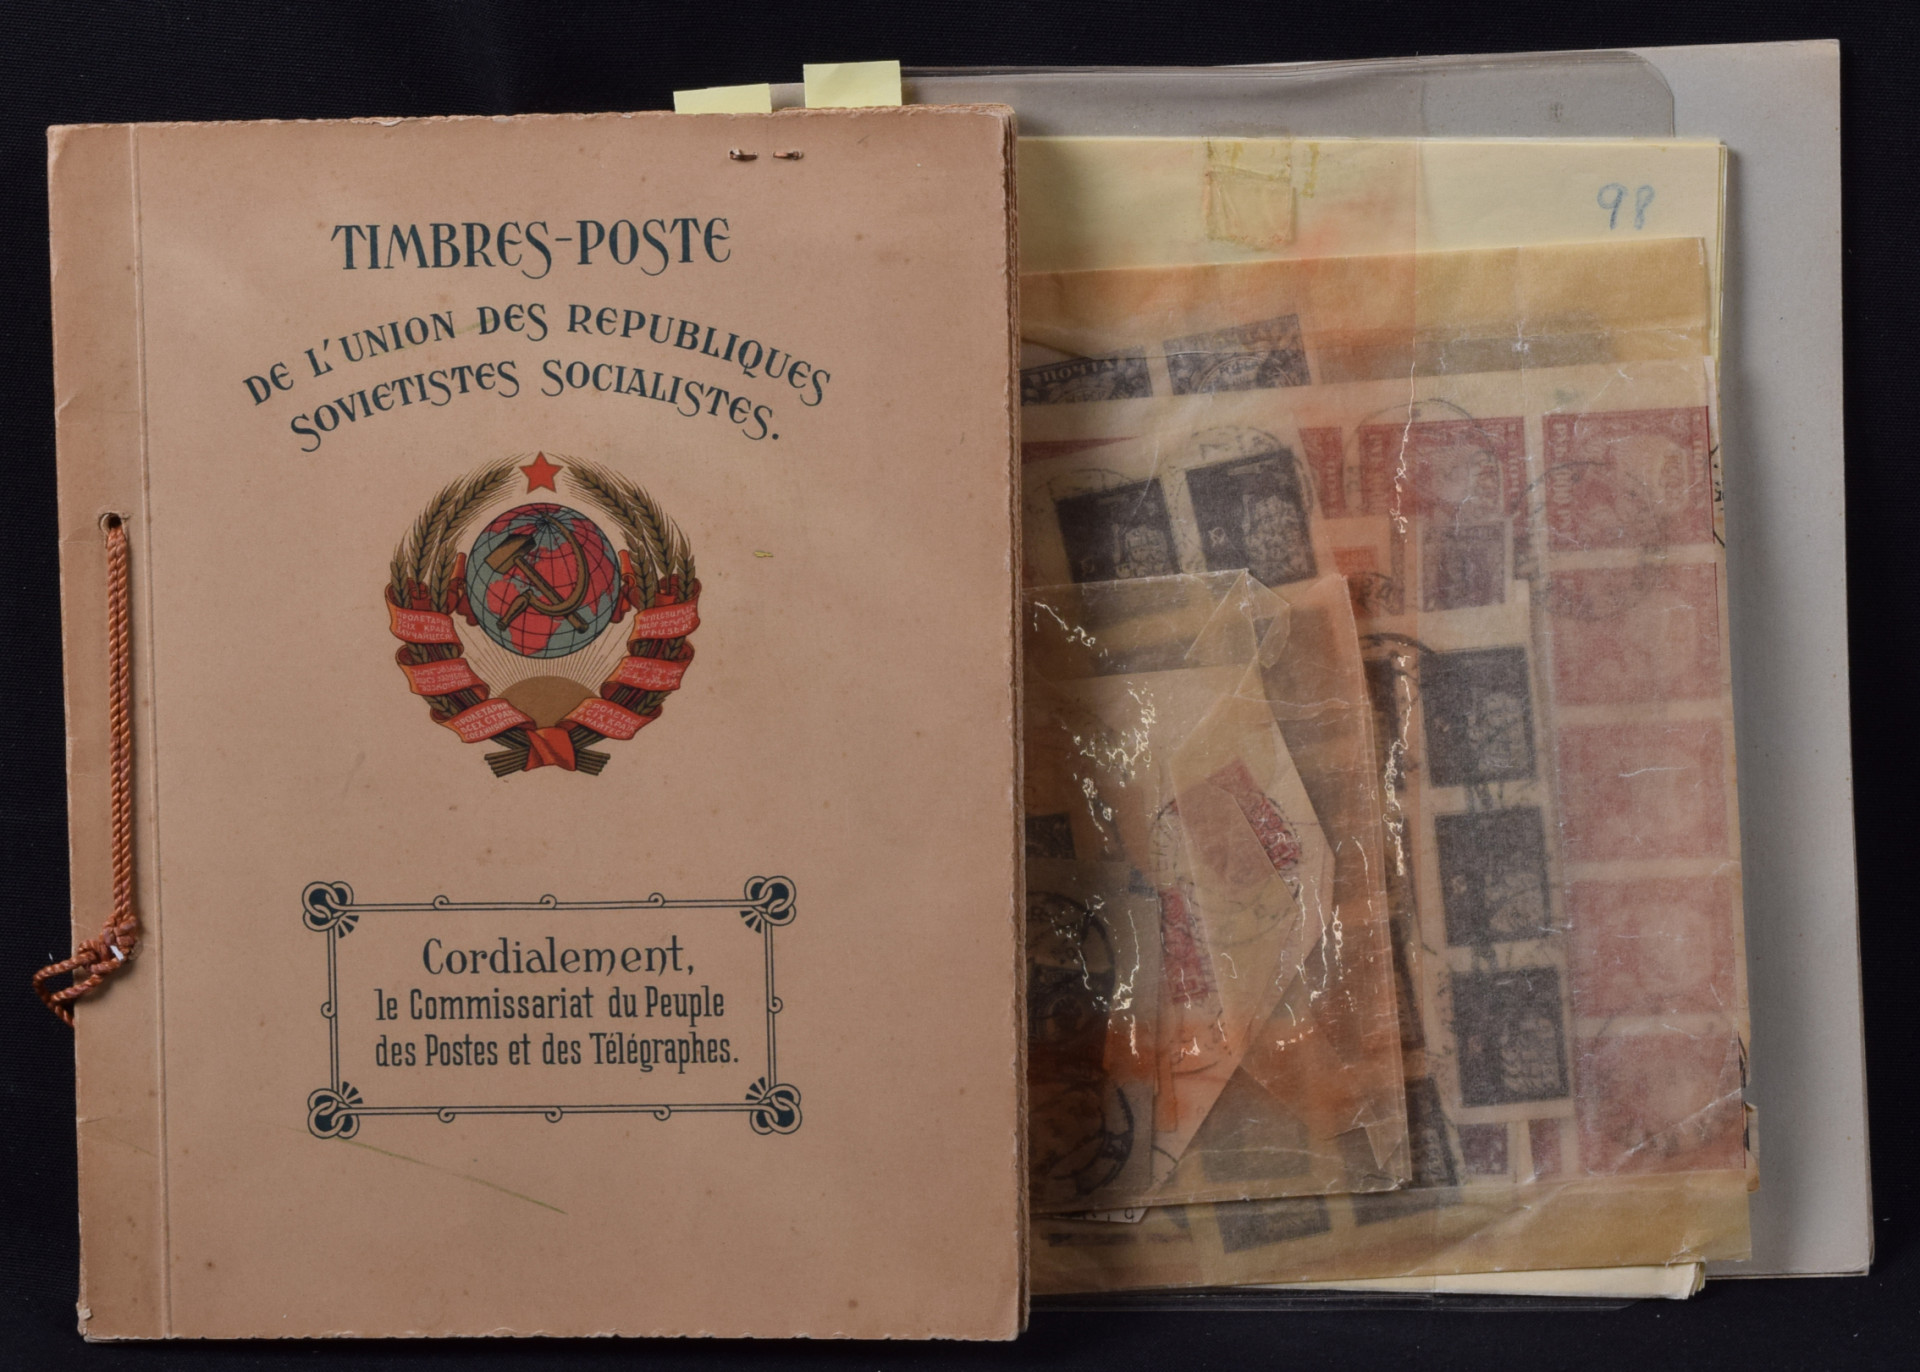 TIMBRES-POSTE
DE L'UNION DES REPUBLIQUES
SOVIETISTES SOCIALISTES.
Cordialement,
le Commissariat du Peuple
des Postes et des Télégraphes.
98